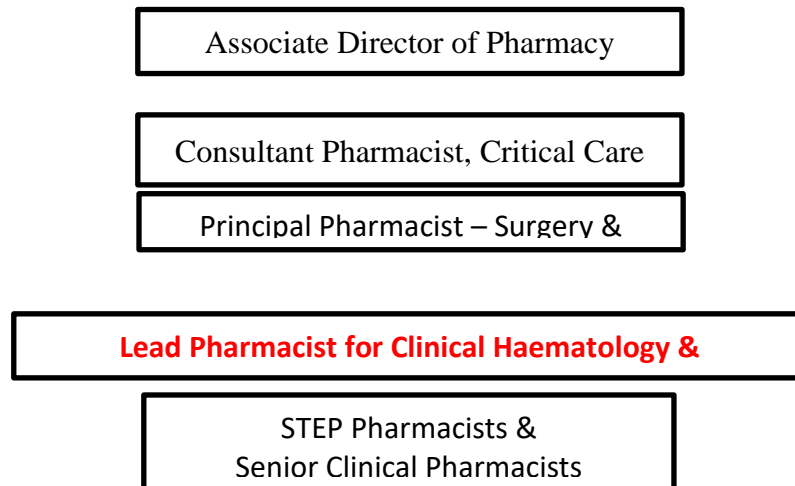 Associate Director of Pharmacy
Consultant Pharmacist, Critical Care
Principal Pharmacist – Surgery &
Lead Pharmacist for Clinical Haematology &
STEP Pharmacists &
Senior Clinical Pharmacists